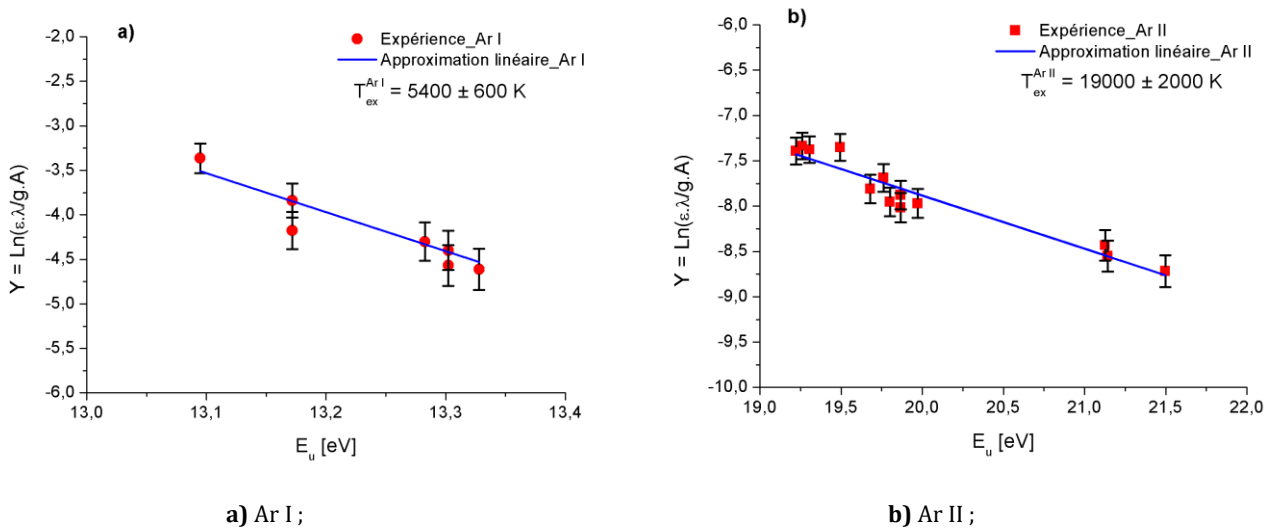 a)
Expérience_Ar I
Approximation linéaire_Ar I
T_ex^Ar I = 5400 ± 600 K
Y = Ln(ε.λ/g.A)
-2,0
-2,5
-3,0
-3,5
-4,0
-4,5
-5,0
-5,5
-6,0
13,0
13,1
13,2
13,3
13,4
E_u [eV]
b)
Expérience_Ar II
Approximation linéaire_Ar II
T_ex^Ar II = 19000 ± 2000 K
Y = Ln(ε.λ/g.A)
-6,0
-6,5
-7,0
-7,5
-8,0
-8,5
-9,0
-9,5
-10,0
19,0
19,5
20,0
20,5
21,0
21,5
22,0
E_u [eV]
a) Ar I ;
b) Ar II ;